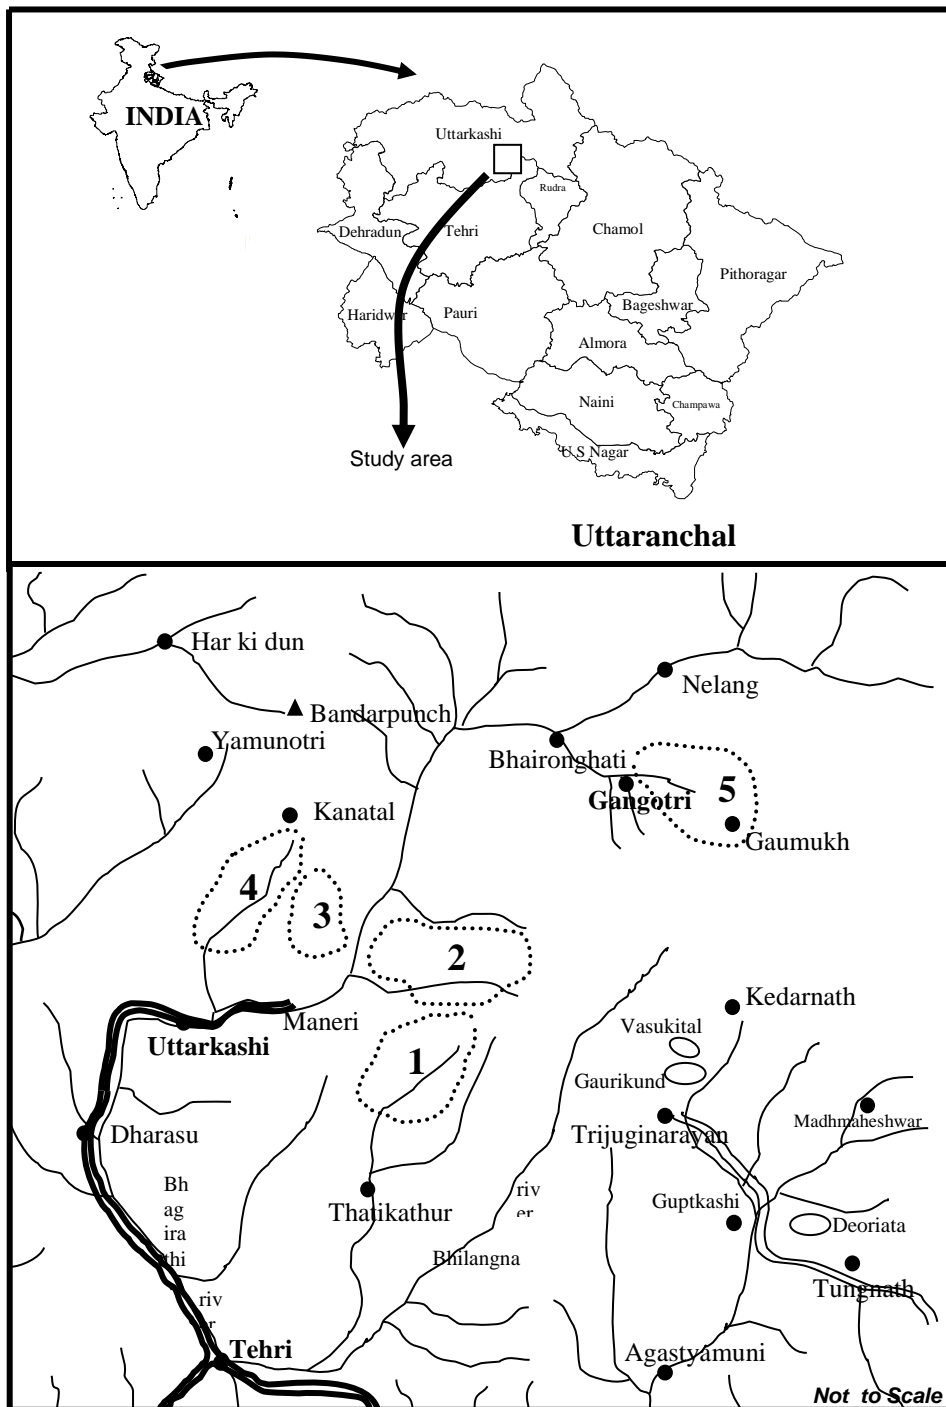 INDIA
Uttarkashi
Rudra
Dehradun
Tehri
Chamol
Pithoragar
Haridwar
Pauri
Bageshwar
Almora
Naini
Champawa
U S Nagar
Study area
Uttaranchal
Har ki dun
Nelang
Bandarpunch
Yamunotri
Bhaironghati
5
Gangotri
Kanatal
Gaumukh
4
3
2
Kedarnath
Maneri
Vasukital
Uttarkashi
1
Gaurikund
Madhmaheshwar
Dharasu
Trijuginarayan
Bh
ag
ira
thi
riv
er
Thatikathur
Guptkashi
Deoriata
Bhilangna
Tungnath
riv
er
Tehri
Agastyamuni
Not to Scale